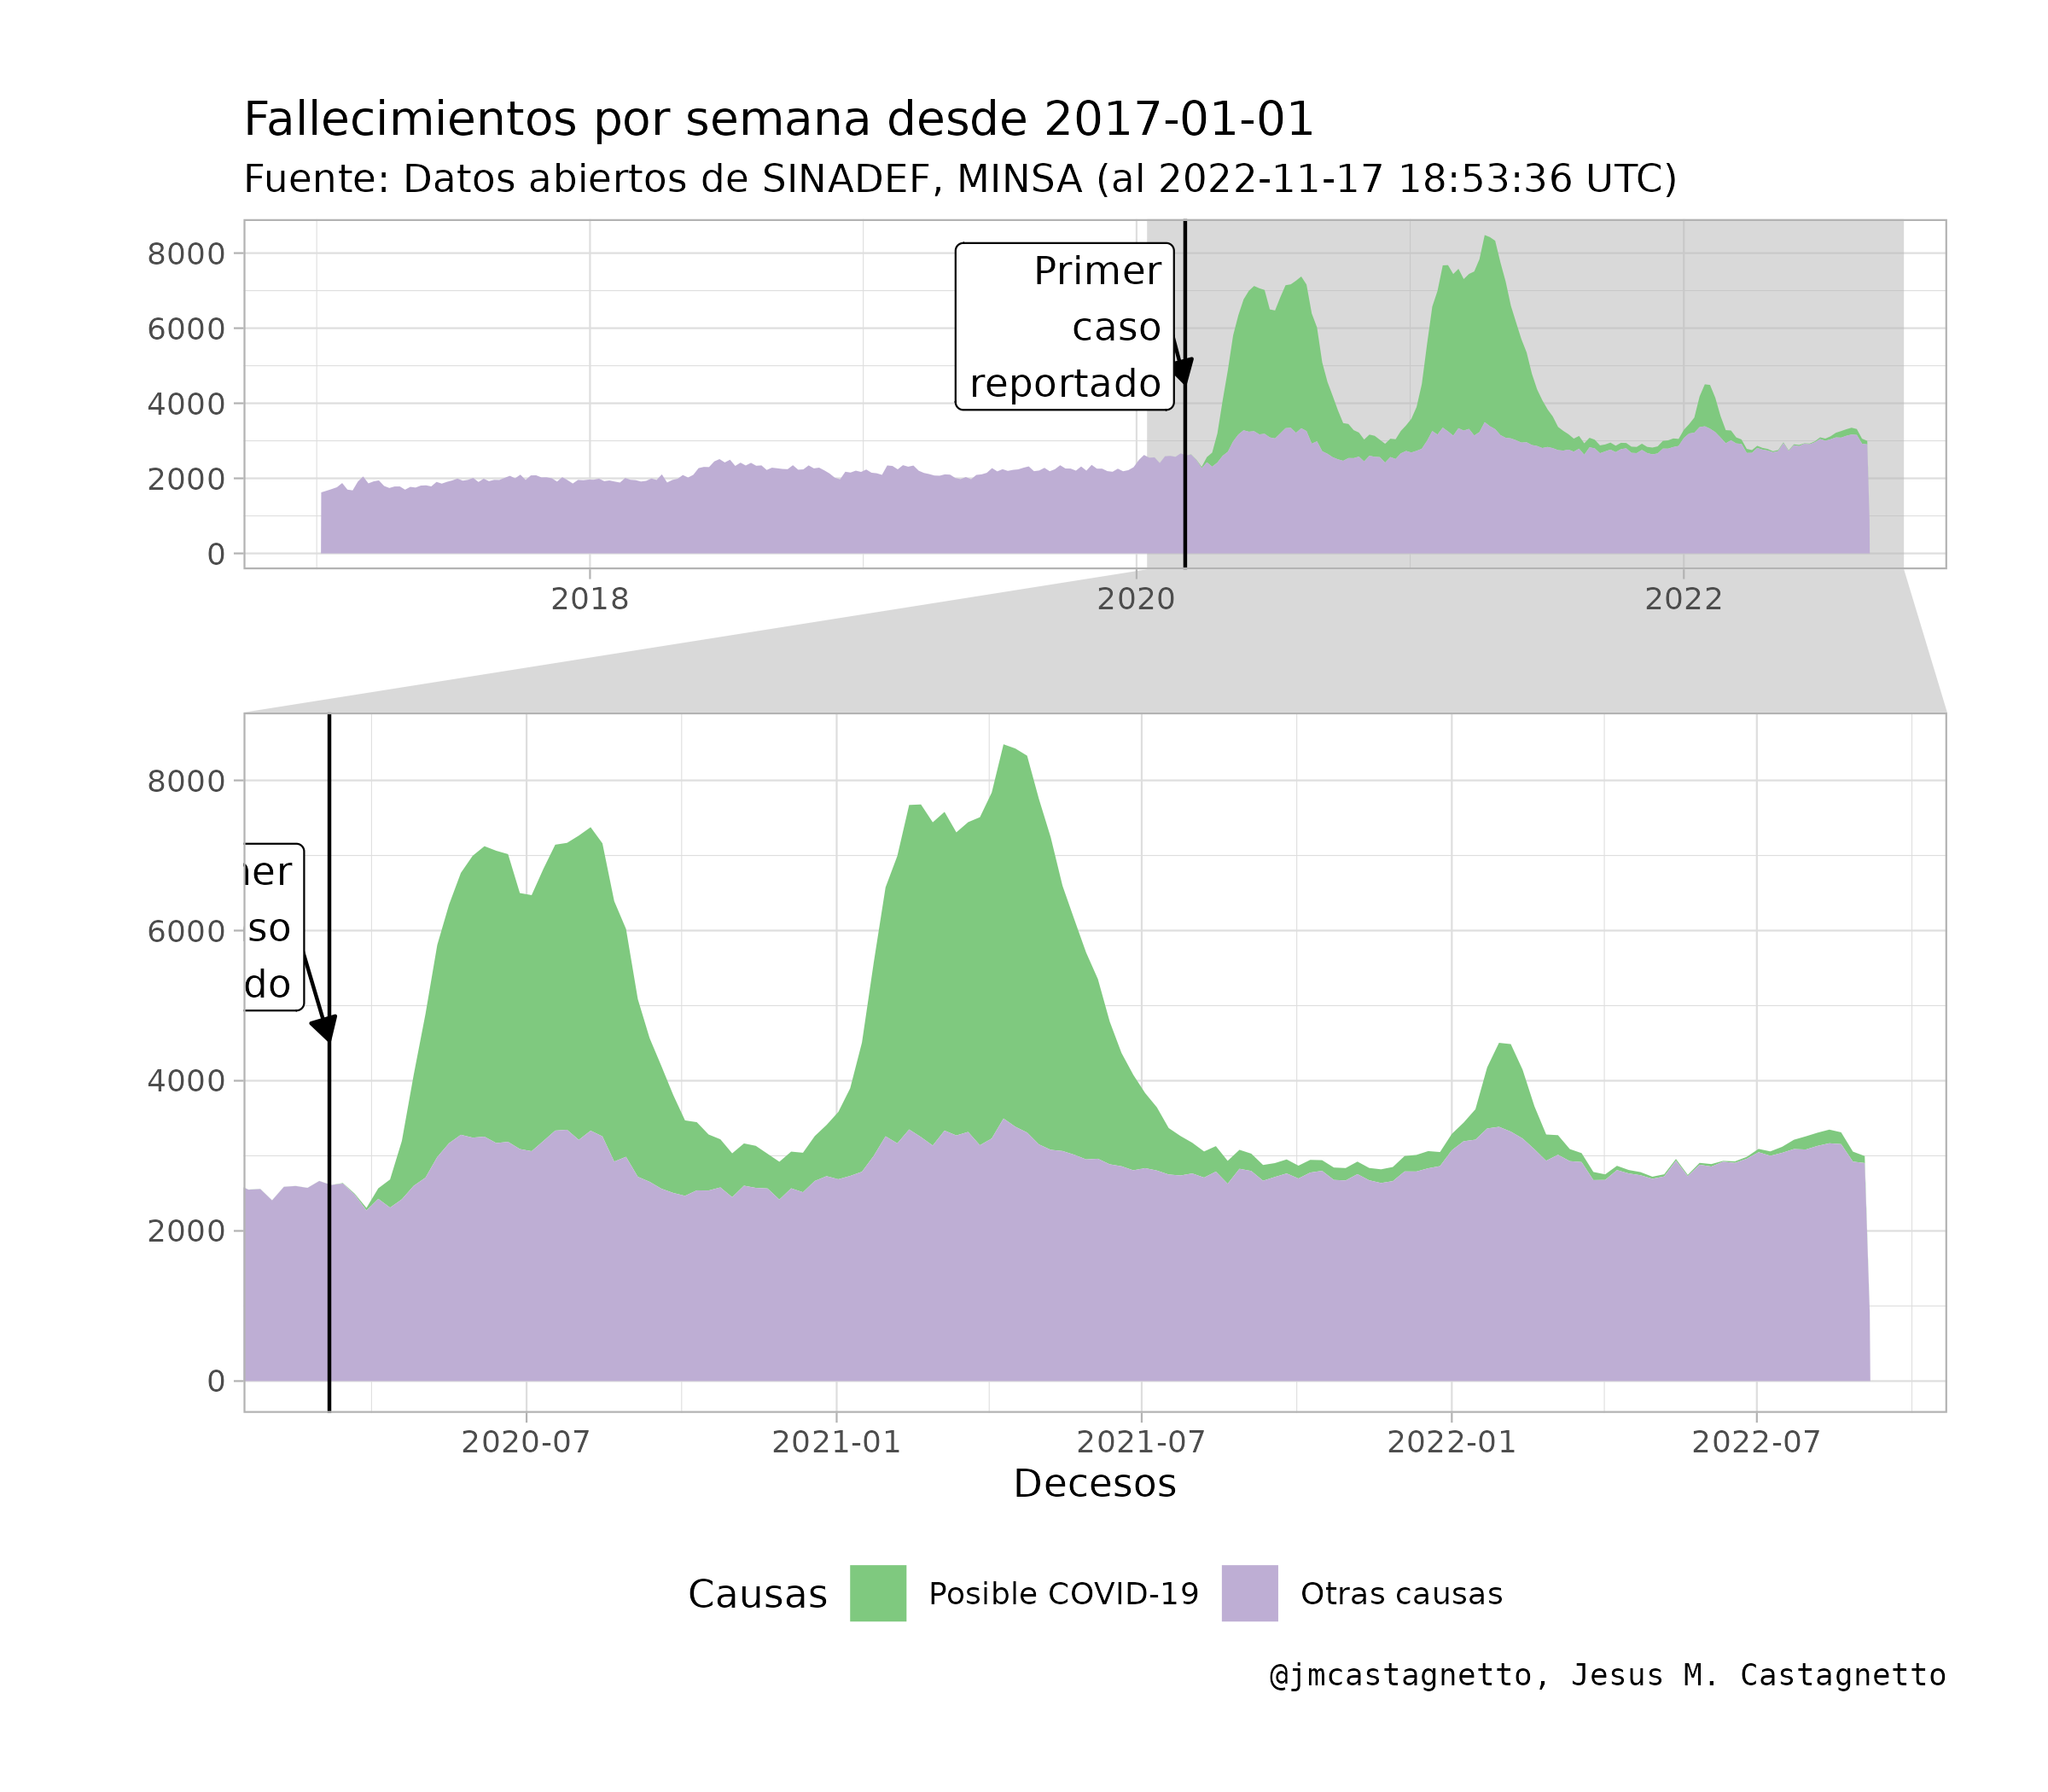 Fallecimientos por semana desde 2017-01-01
Fuente: Datos abiertos de SINADEF, MINSA (al 2022-11-17 18:53:36 UTC)
8000
6000
4000
2000
0
Primer
caso
reportado
2018
2020
2022
8000
6000
4000
2000
0
er
so
do
2020-07
2021-01
2021-07
2022-01
2022-07
Decesos
Causas
Posible COVID-19
Otras causas
@jmcastagnetto, Jesus M. Castagnetto